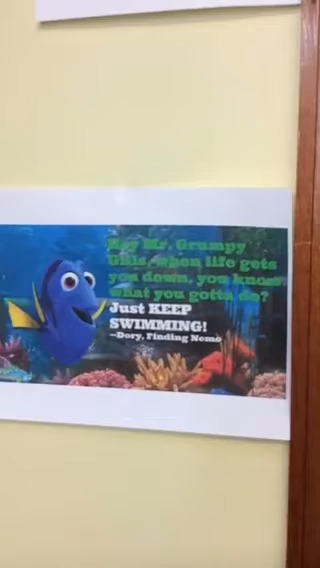 Hey Mr. Grumpy
Gills, when life gets
you down, you know
what you gotta do?
Just KEEP
SWIMMING!
~Dory, Finding Nemo